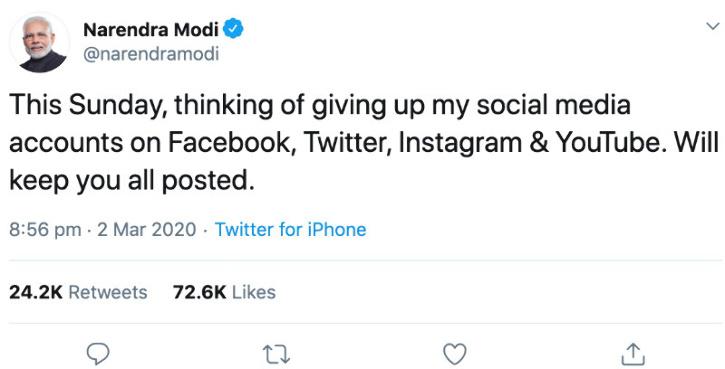 Narendra Modi
@narendramodi
This Sunday, thinking of giving up my social media
accounts on Facebook, Twitter, Instagram & YouTube. Will
keep you all posted.
8:56 pm · 2 Mar 2020 · Twitter for iPhone
24.2K Retweets 72.6K Likes